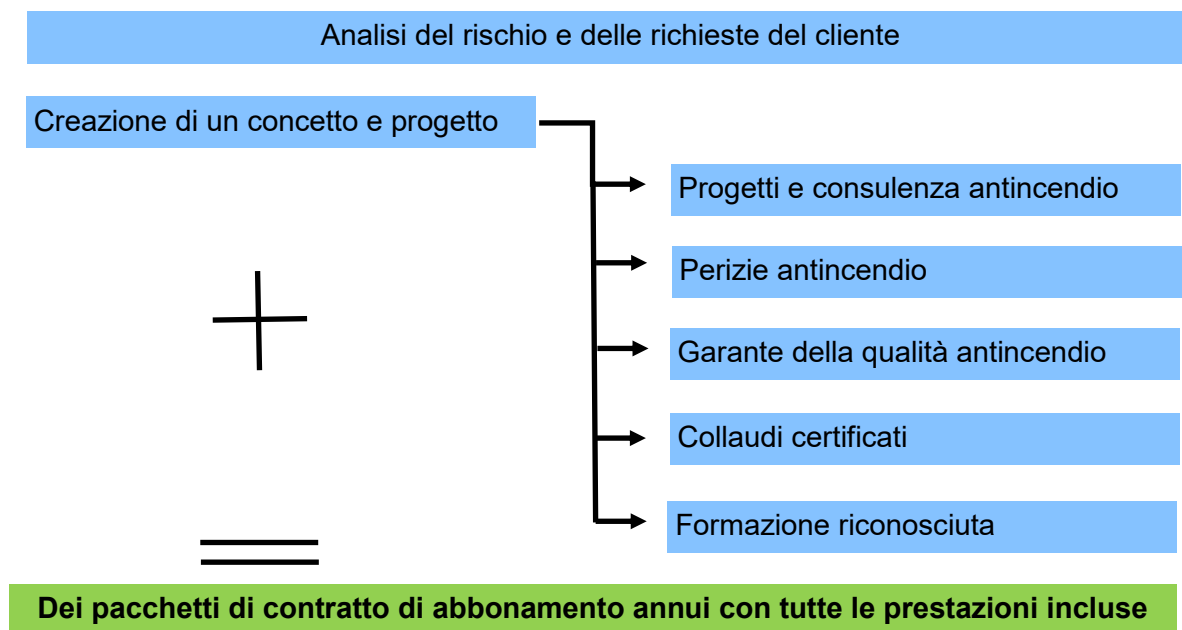 Analisi del rischio e delle richieste del cliente
Creazione di un concetto e progetto
Progetti e consulenza antincendio
Perizie antincendio
Garante della qualità antincendio
Collaudi certificati
Formazione riconosciuta
Dei pacchetti di contratto di abbonamento annui con tutte le prestazioni incluse